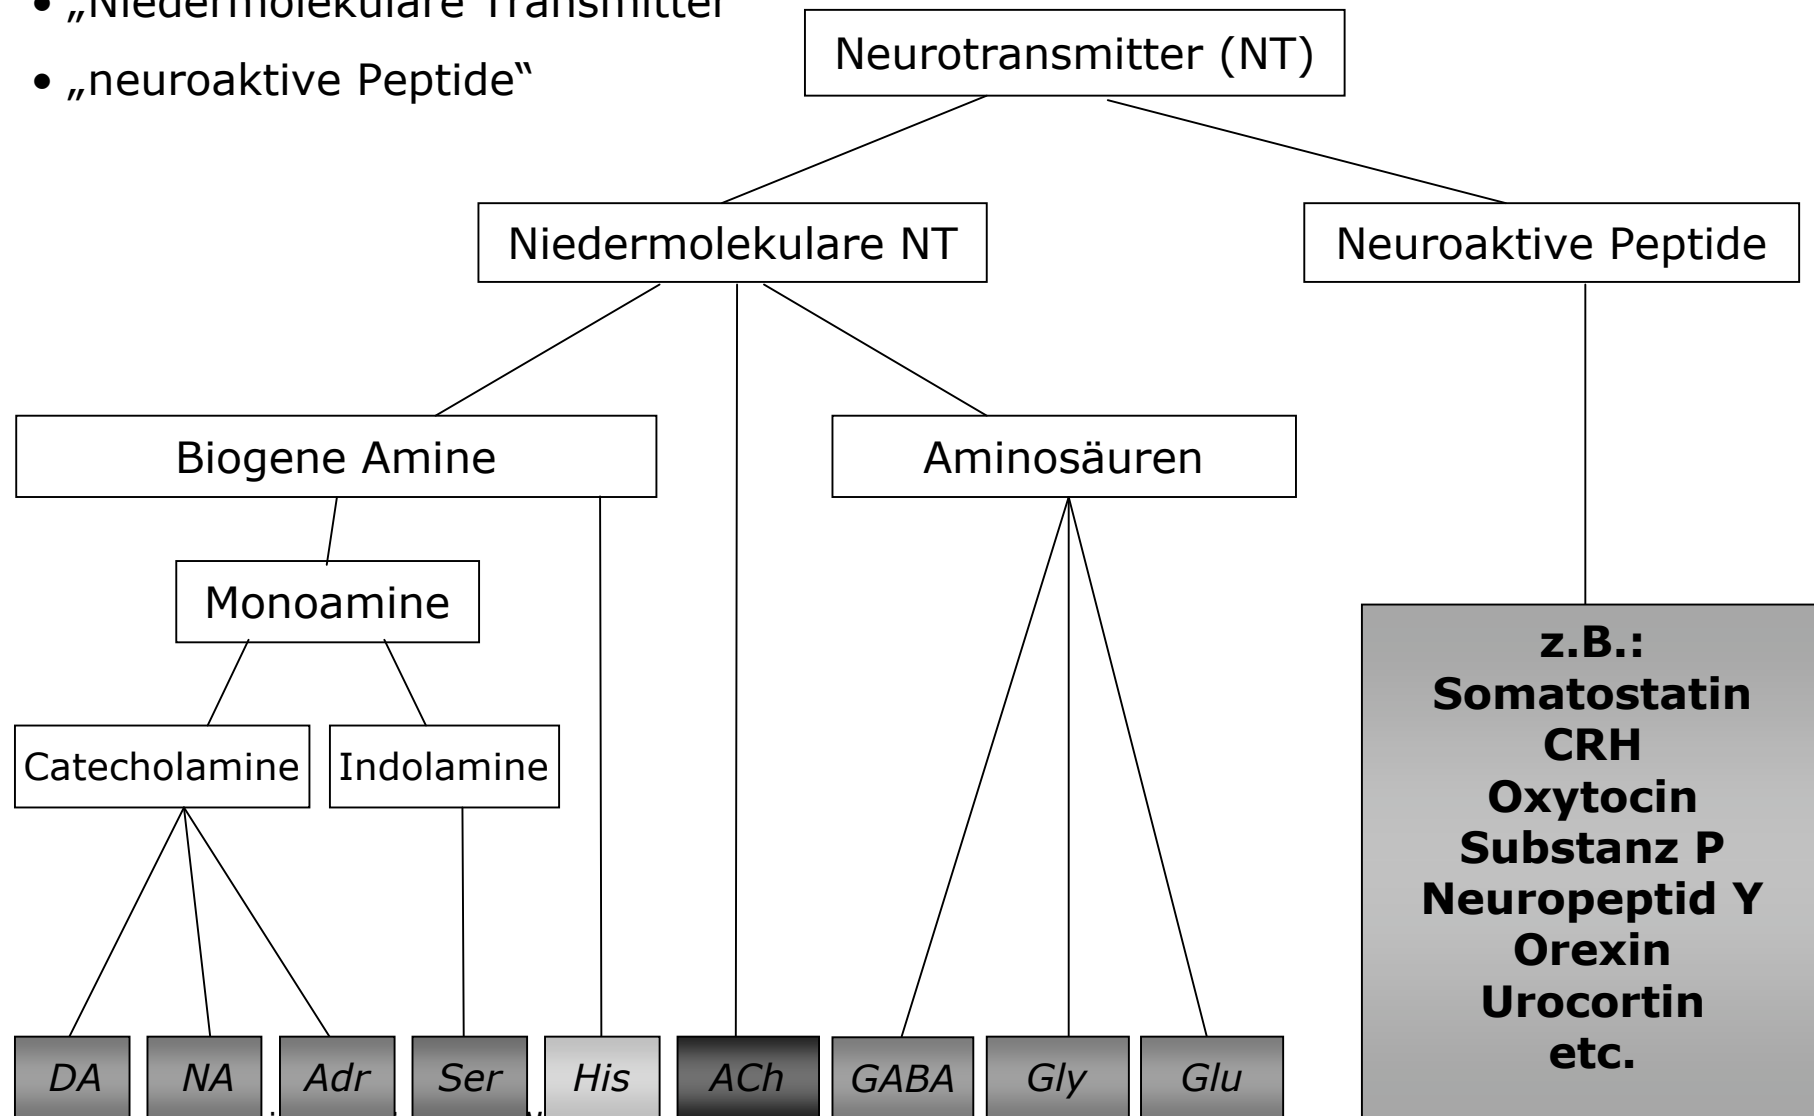 • „Niedermolekulare Transmitter
• „neuroaktive Peptide“
Neurotransmitter (NT)
Niedermolekulare NT
Neuroaktive Peptide
Biogene Amine
Aminosäuren
Monoamine
Catecholamine
Indolamine
z.B.:
Somatostatin
CRH
Oxytocin
Substanz P
Neuropeptid Y
Orexin
Urocortin
etc.
DA
NA
Adr
Ser
His
ACh
GABA
Gly
Glu